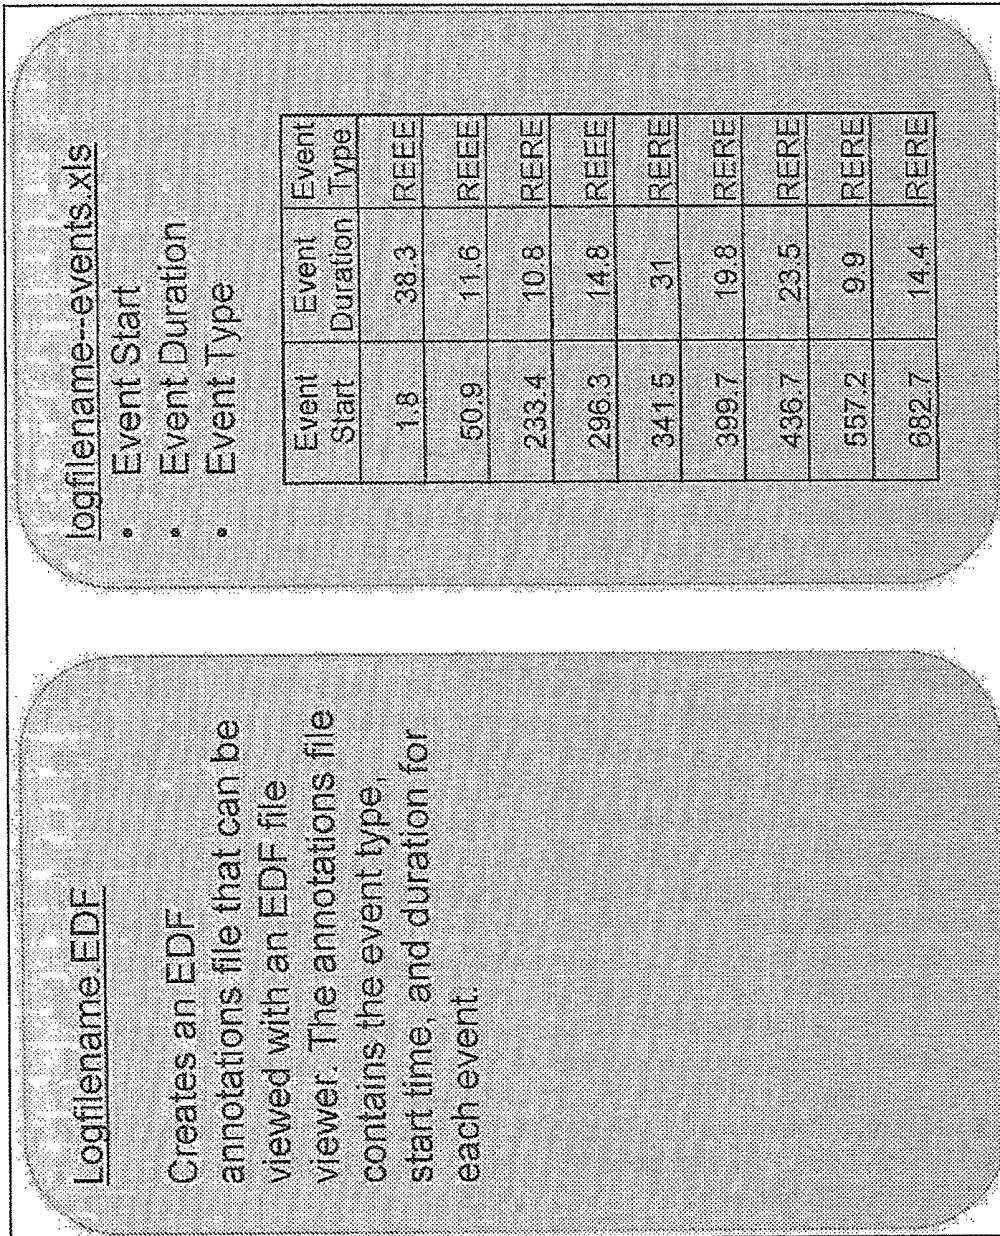 Logfilename.EDF
Creates an EDF
annotations file that can be
viewed with an EDF file
viewer. The annotations file
contains the event type,
start time, and duration for
each event.
logfilename--events.xls
• Event Start
• Event Duration
• Event Type
Event Start Event Duration Event Type
1.8 38.3 REEE
50.9 11.6 REEE
233.4 10.8 RERE
296.3 14.8 REEE
341.5 31 RERE
399.7 19.8 RERE
436.7 23.5 RERE
557.2 9.9 RERE
682.7 14.4 RERE